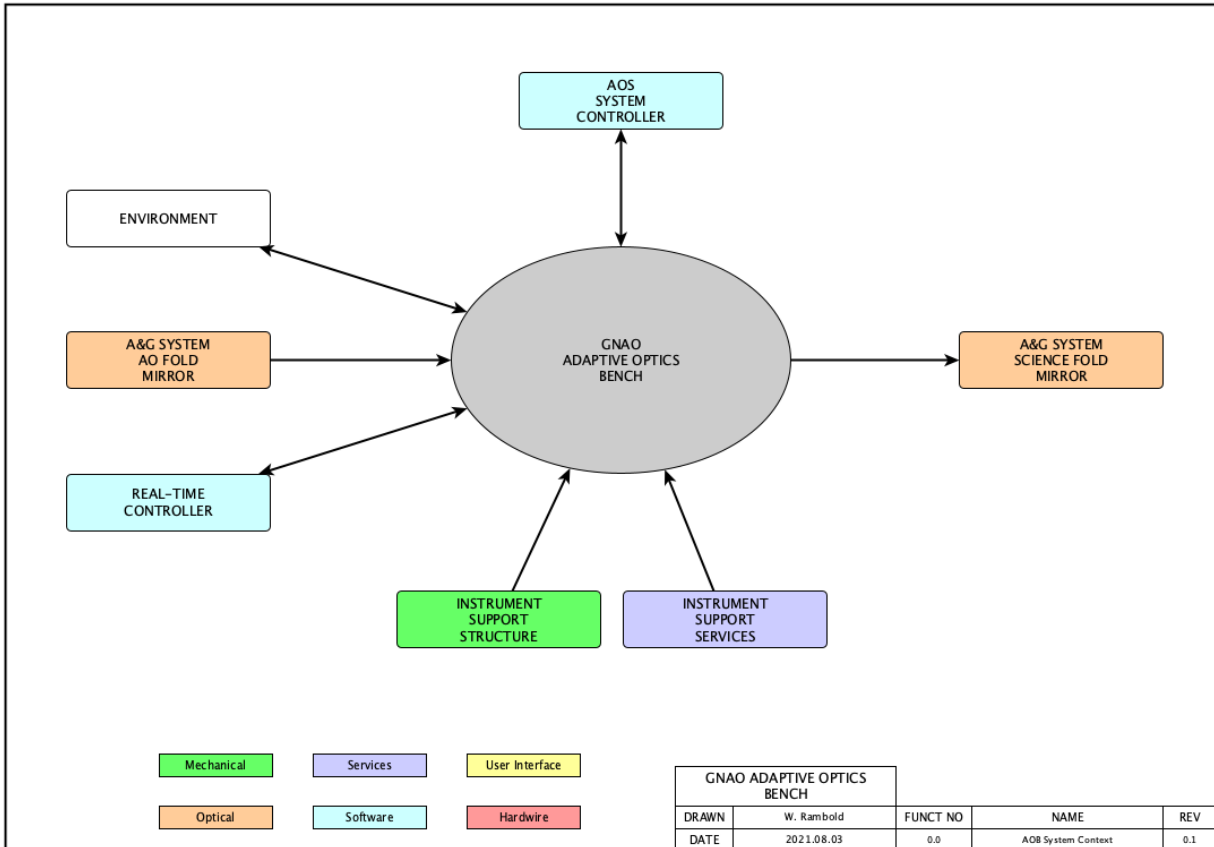 AOS
SYSTEM
CONTROLLER
ENVIRONMENT
A&G SYSTEM
AO FOLD
MIRROR
GNAO
ADAPTIVE OPTICS
BENCH
A&G SYSTEM
SCIENCE FOLD
MIRROR
REAL-TIME
CONTROLLER
INSTRUMENT
SUPPORT
STRUCTURE
INSTRUMENT
SUPPORT
SERVICES
Mechanical
Services
User Interface
Optical
Software
Hardwire
GNAO ADAPTIVE OPTICS
BENCH
DRAWN W. Rambold FUNCT NO NAME REV
DATE 2021.08.03 0.0 AOB System Context 0.1